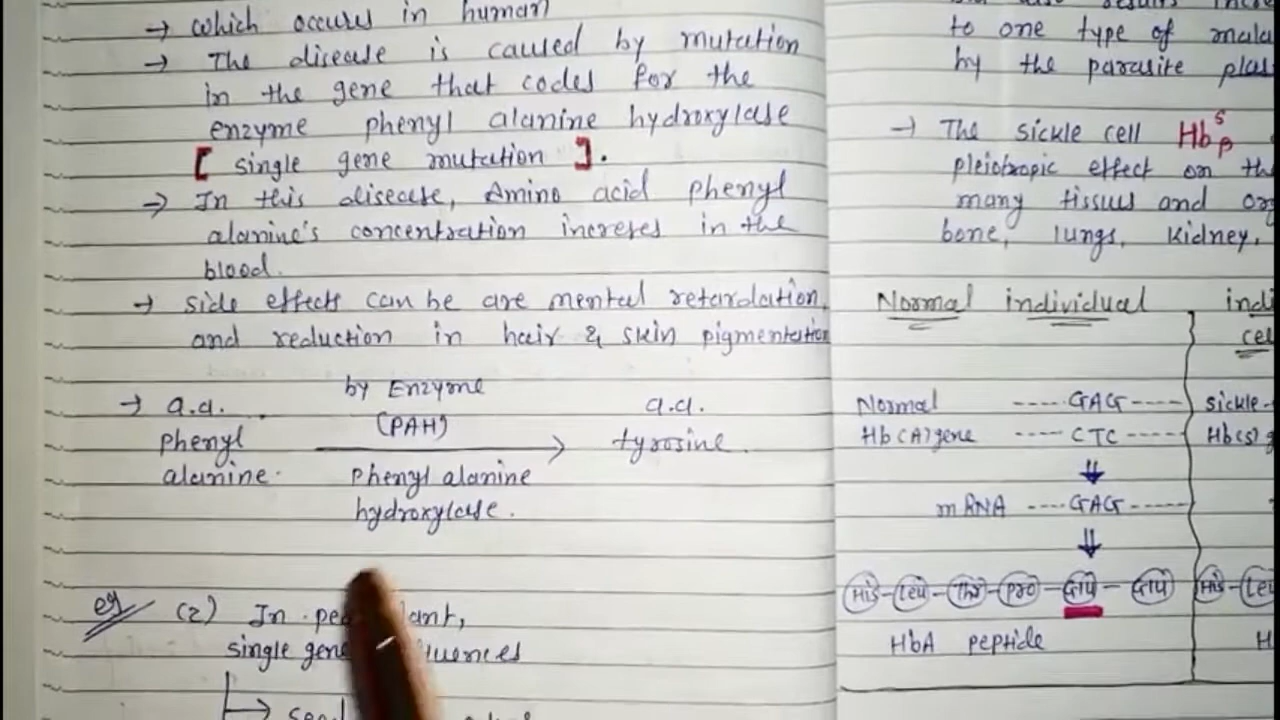 → which occurs in human
→ The disease is caused by mutation
in the gene that codes for the
enzyme phenyl alanine hydroxylase
[ single gene mutation ].
→ In this disease, Amino acid phenyl
alanine's concentration increses in the
blood.
→ side effects can be are mental retardation,
and reduction in hair & skin pigmentation
→ a.a. phenyl alanine.
by Enzyme
(PAH)
Phenyl alanine
hydroxylase.
a.a.
tyrosine.
eg (2) In
single gene
to one type of
by the parasite
→ The sickle cell Hb^s_β
pleiotropic effect on
many tissues and
bone, lungs, kidney,
Normal individual
Normal ---- GAG ---- sickle-
Hb(A)gene ---- CTC ---- Hb(s)
⇓
mRNA ---- GAG ----
⇓
His-Leu-Thr-Pro-Glu-Glu His-
HbA peptide